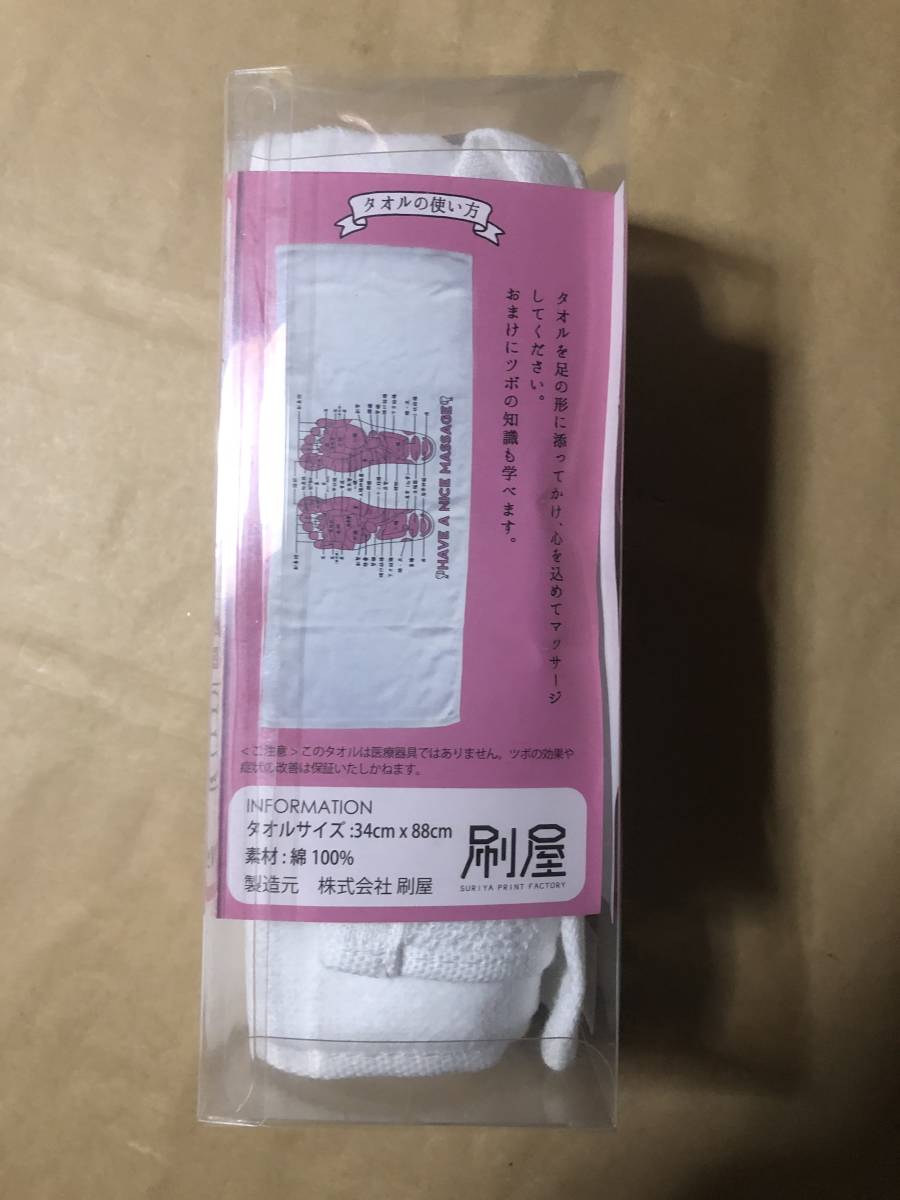 タオルの使い方
タオルを足の形に添ってかけ、心を込めてマッサージ
してください。
おまけにツボの知識も学べます。
HAVE A NICE MASSAGE
<ご注意>このタオルは医療器具ではありません。ツボの効果や
症状の改善は保証いたしかねます。
INFORMATION
タオルサイズ:34cm x 88cm
素材:綿 100%
製造元 株式会社 刷屋
刷屋
SURIYA PRINT FACTORY